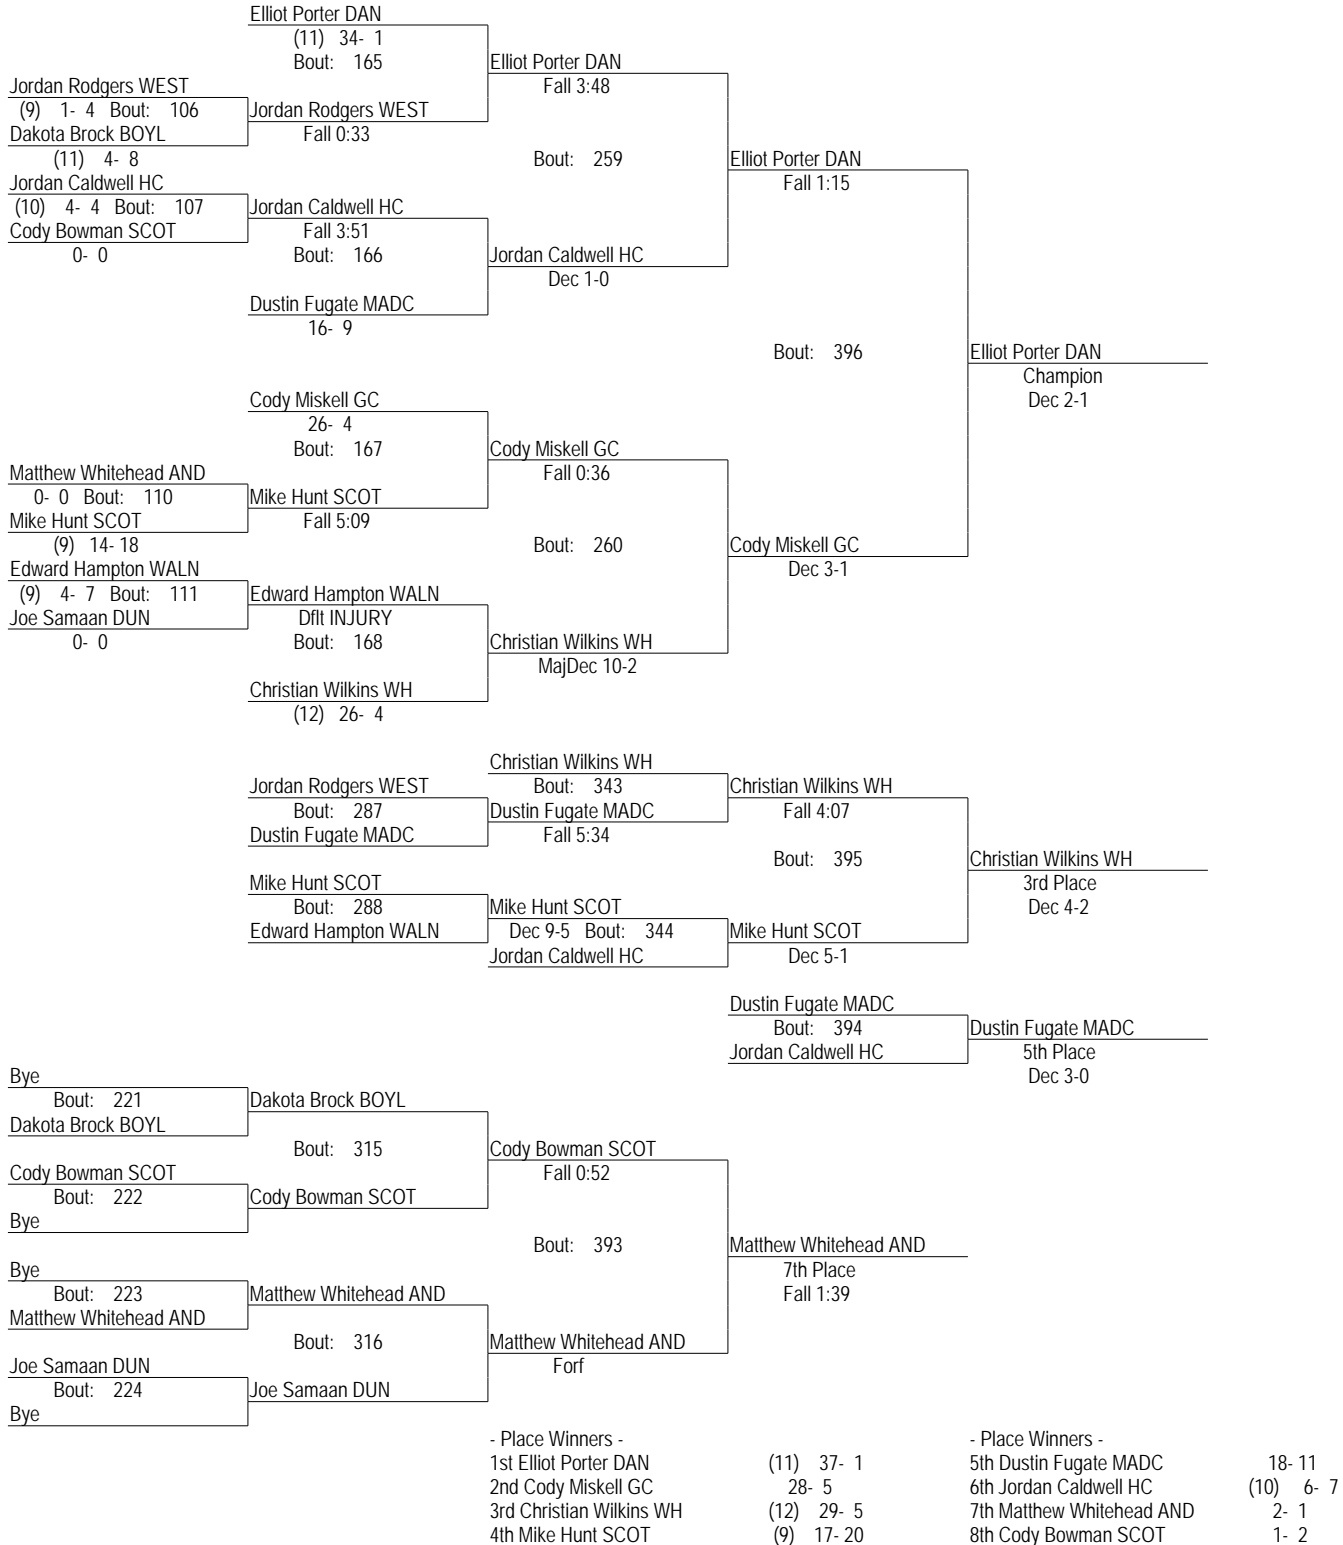 Elliot Porter DAN
(11) 34- 1
Bout: 165
Elliot Porter DAN
Fall 3:48
Jordan Rodgers WEST
(9) 1- 4 Bout: 106
Jordan Rodgers WEST
Dakota Brock BOYL
Fall 0:33
(11) 4- 8
Bout: 259
Elliot Porter DAN
Jordan Caldwell HC
Fall 1:15
(10) 4- 4 Bout: 107
Jordan Caldwell HC
Cody Bowman SCOT
Fall 3:51
0- 0
Bout: 166
Jordan Caldwell HC
Dec 1-0
Dustin Fugate MADC
16- 9
Bout: 396
Elliot Porter DAN
Champion
Dec 2-1
Cody Miskell GC
26- 4
Bout: 167
Cody Miskell GC
Fall 0:36
Matthew Whitehead AND
0- 0 Bout: 110
Mike Hunt SCOT
Mike Hunt SCOT
Fall 5:09
(9) 14- 18
Bout: 260
Cody Miskell GC
Dec 3-1
Edward Hampton WALN
(9) 4- 7 Bout: 111
Edward Hampton WALN
Joe Samaan DUN
Dflt INJURY
0- 0
Bout: 168
Christian Wilkins WH
MajDec 10-2
Christian Wilkins WH
(12) 26- 4
Christian Wilkins WH
Jordan Rodgers WEST
Bout: 343
Christian Wilkins WH
Bout: 287
Dustin Fugate MADC
Fall 4:07
Dustin Fugate MADC
Fall 5:34
Bout: 395
Christian Wilkins WH
3rd Place
Dec 4-2
Mike Hunt SCOT
Bout: 288
Mike Hunt SCOT
Edward Hampton WALN
Dec 9-5 Bout: 344
Mike Hunt SCOT
Jordan Caldwell HC
Dec 5-1
Dustin Fugate MADC
Bout: 394
Dustin Fugate MADC
Jordan Caldwell HC
5th Place
Dec 3-0
Bye
Bout: 221
Dakota Brock BOYL
Dakota Brock BOYL
Bout: 315
Cody Bowman SCOT
Fall 0:52
Cody Bowman SCOT
Bout: 222
Cody Bowman SCOT
Bye
Bout: 393
Matthew Whitehead AND
7th Place
Fall 1:39
Bye
Bout: 223
Matthew Whitehead AND
Matthew Whitehead AND
Bout: 316
Matthew Whitehead AND
Forf
Joe Samaan DUN
Bout: 224
Joe Samaan DUN
Bye
- Place Winners -
1st Elliot Porter DAN (11) 37- 1
2nd Cody Miskell GC 28- 5
3rd Christian Wilkins WH (12) 29- 5
4th Mike Hunt SCOT (9) 17- 20
- Place Winners -
5th Dustin Fugate MADC 18- 11
6th Jordan Caldwell HC (10) 6- 7
7th Matthew Whitehead AND 2- 1
8th Cody Bowman SCOT 1- 2